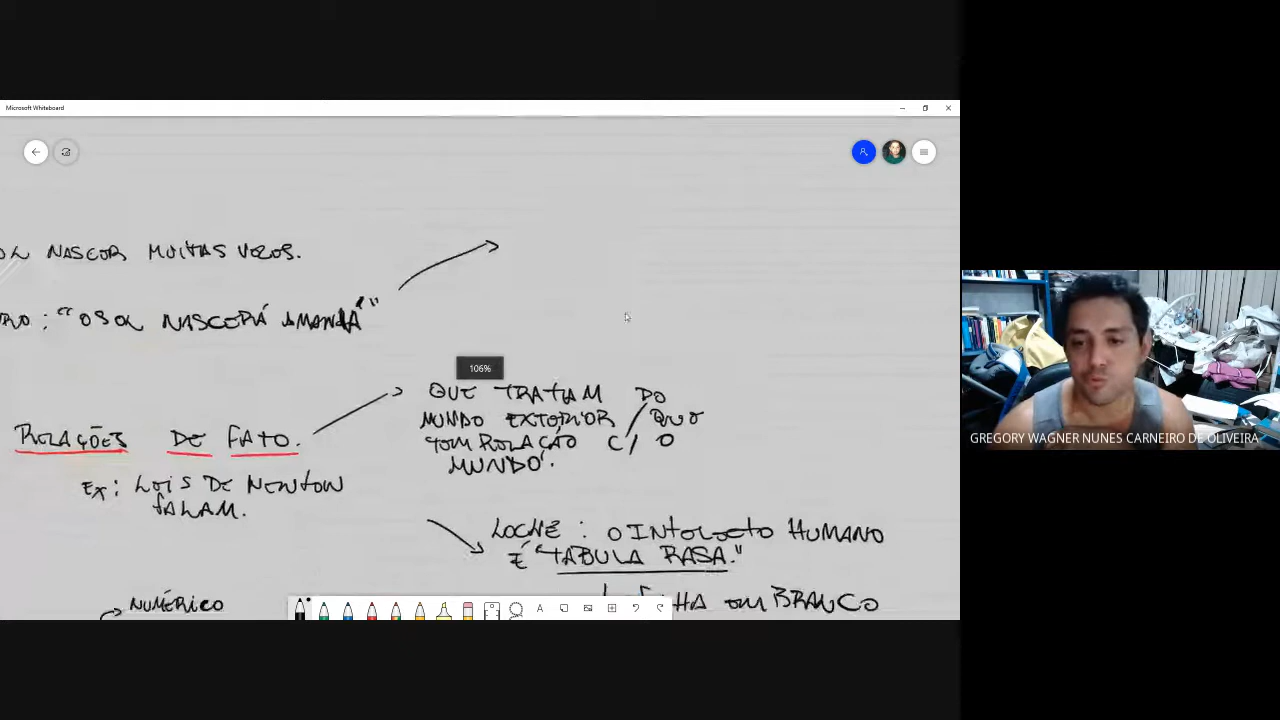 Microsoft Whiteboard
OL NASCER MUITAS VEZES.
TRO : "O SOL NASCERÁ AMANHÃ"
106%
QUE TRATAM DO
MUNDO EXTERIOR / QUE
TEM RELAÇÃO C/ O
MUNDO.
RELAÇÕES DE FATO.
EX: LEIS DE NEWTON
FALAM.
LOCKE : O INTELECTO HUMANO
É "TABULA RASA."
EM BRANCO
NUMÉRICO
GREGORY WAGNER NUNES CARNEIRO DE OLIVEIRA